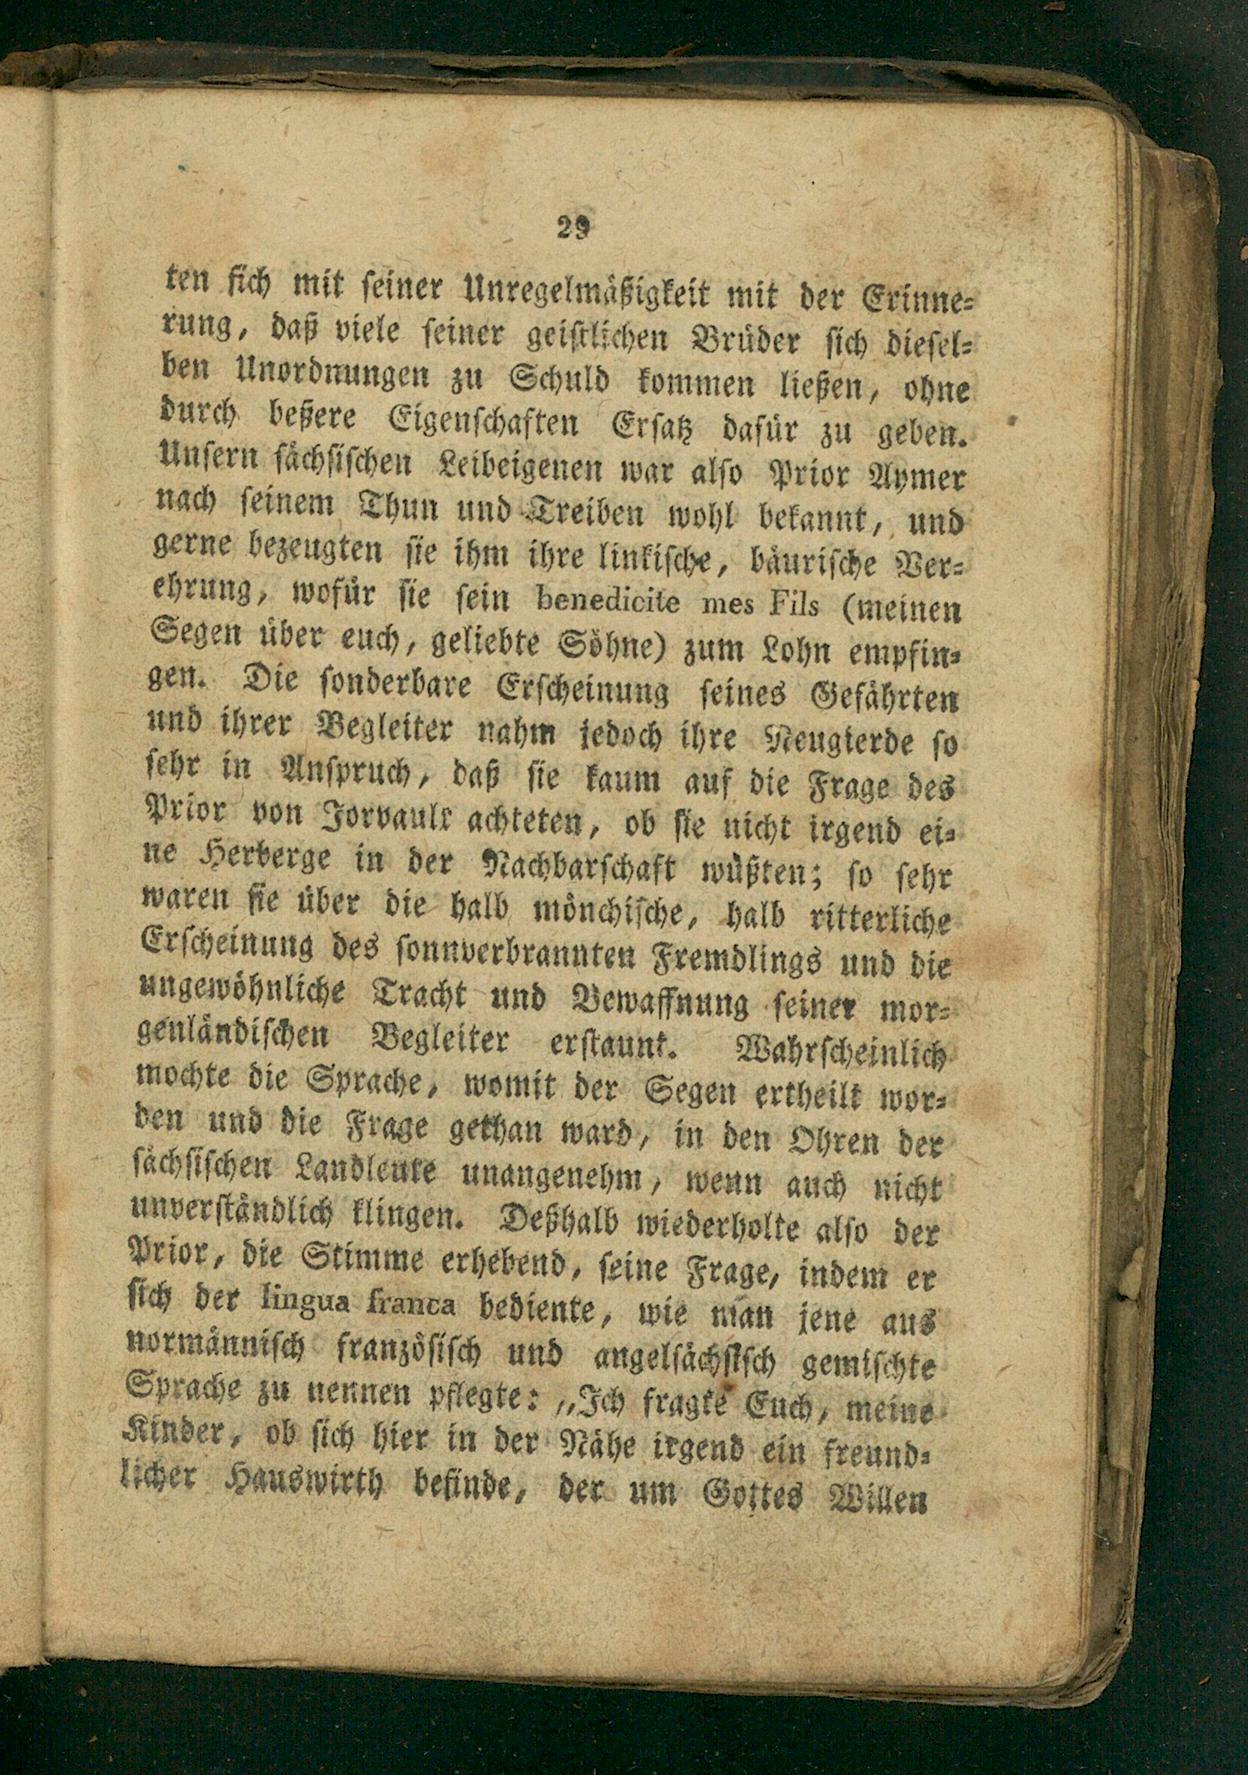 29
ten sich mit seiner Unregelmäßigkeit mit der Erinne-
rung, daß viele seiner geistlichen Brüder sich diesel-
ben Unordnungen zu Schuld kommen ließen, ohne
durch beßere Eigenschaften Ersatz dafür zu geben.
Unsern sächsischen Leibeigenen war also Prior Aymer
nach seinem Thun und Treiben wohl bekannt, und
gerne bezeugten sie ihm ihre linkische, bäurische Ver-
ehrung, wofür sie sein benedicite mes Fils (meinen
Segen über euch, geliebte Söhne) zum Lohn empfin-
gen. Die sonderbare Erscheinung seines Gefährten
und ihrer Begleiter nahm jedoch ihre Neugierde so
sehr in Anspruch, daß sie kaum auf die Frage des
Prior von Jorvault achteten, ob sie nicht irgend ei-
ne Herberge in der Nachbarschaft wüßten; so sehr
waren sie über die halb mönchische, halb ritterliche
Erscheinung des sonnverbrannten Fremdlings und die
ungewöhnliche Tracht und Bewaffnung seiner mor-
genländischen Begleiter erstaunt. Wahrscheinlich
mochte die Sprache, womit der Segen ertheilt wor-
den und die Frage gethan ward, in den Ohren der
sächsischen Landleute unangenehm, wenn auch nicht
unverständlich klingen. Deßhalb wiederholte also der
Prior, die Stimme erhebend, seine Frage, indem er
sich der lingua franca bediente, wie man jene aus
normännisch französisch und angelsächsisch gemischte
Sprache zu nennen pflegte: „Ich fragte Euch, meine
Kinder, ob sich hier in der Nähe irgend ein freund-
licher Hauswirth befinde, der um Gottes Willen